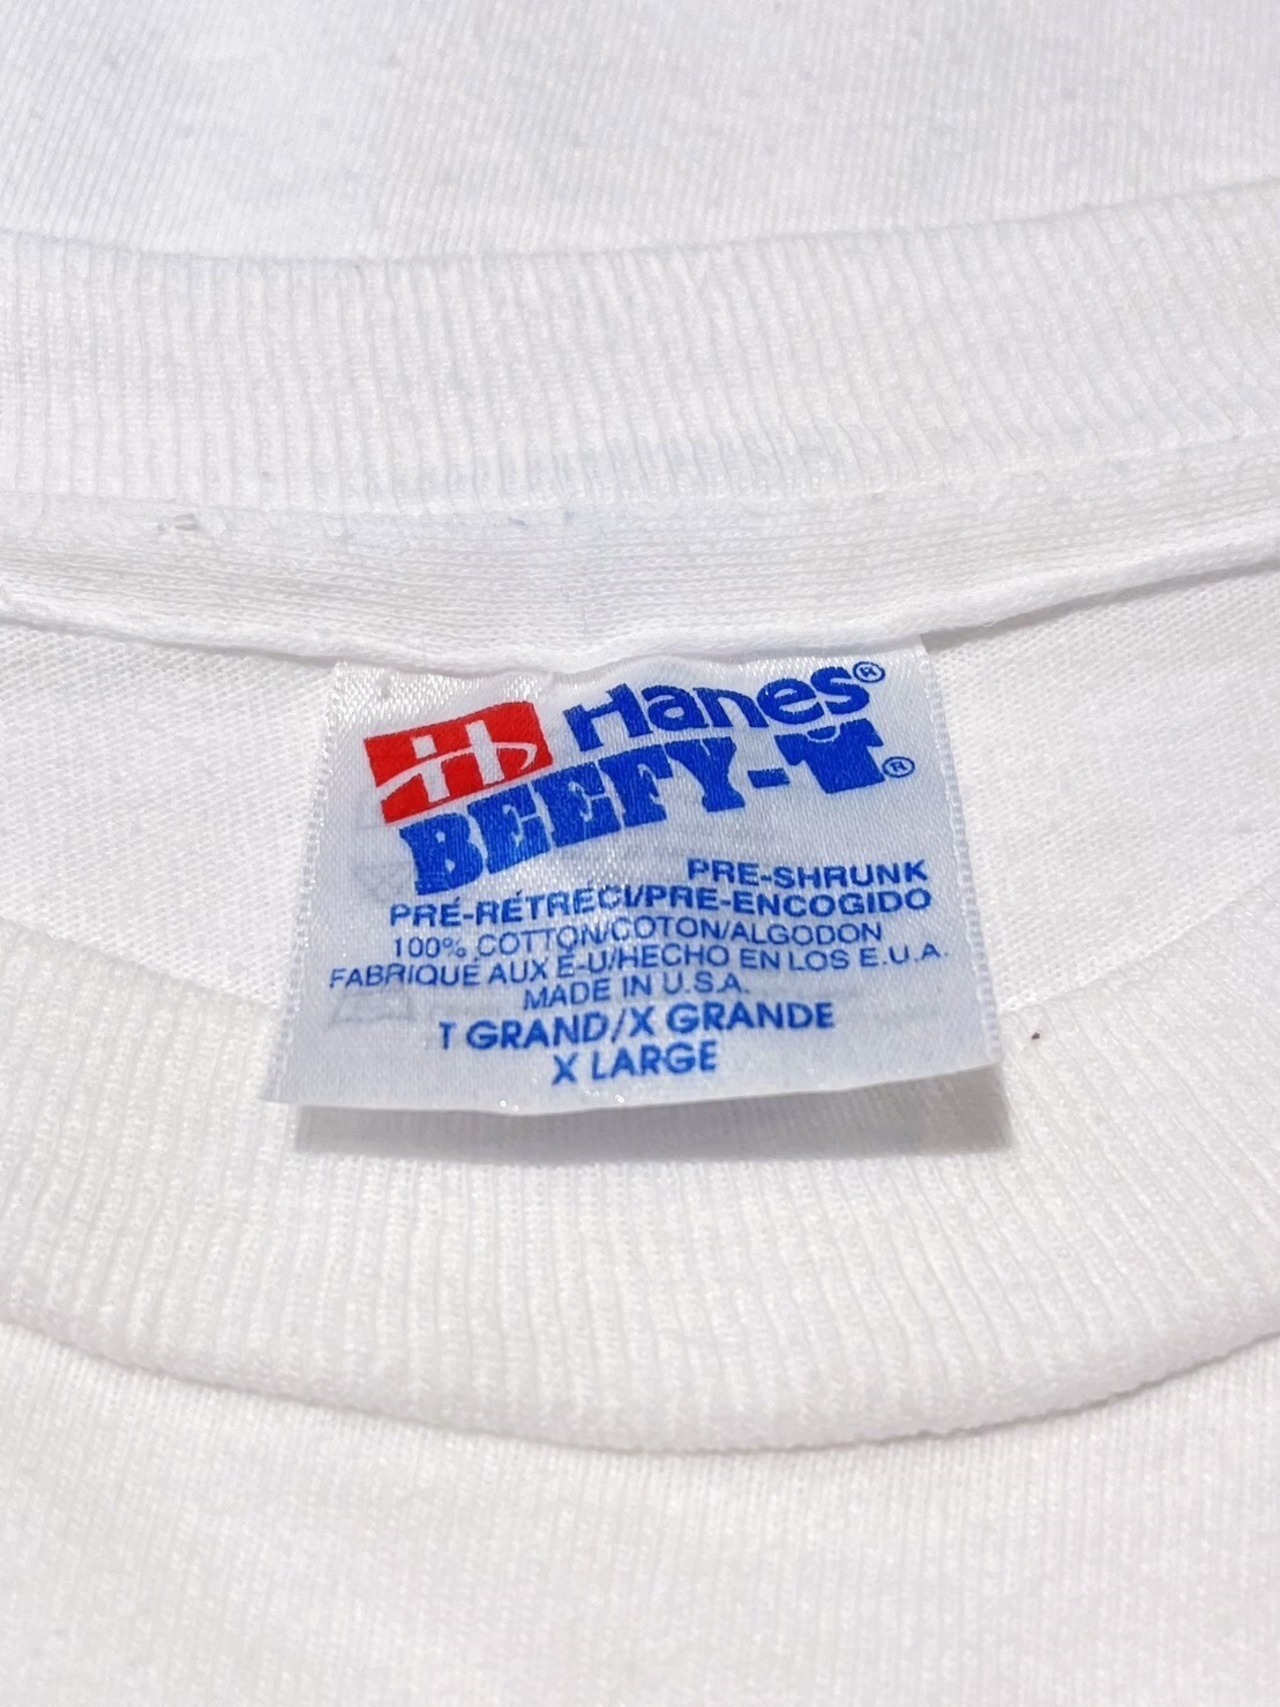 H Hanes®
BEEFY-T®
PRE-SHRUNK
PRÉ-RÉTRECI/PRE-ENCOGIDO
100% COTTON/COTON/ALGODON
FABRIQUÉ AUX É-U/HECHO EN LOS E.U.A.
MADE IN U.S.A.
T GRAND/X GRANDE
X LARGE